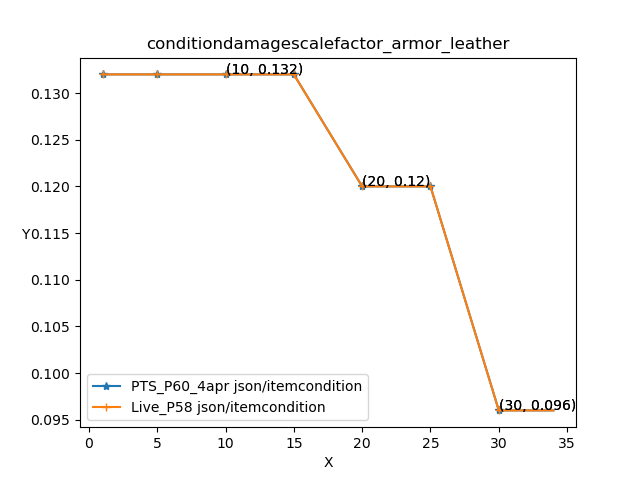 conditiondamagescalefactor_armor_leather
(10, 0.132)
0.130
0.125
(20, 0.12)
0.120
Y
0.115
0.110
0.105
0.100
PTS_P60_4apr json/itemcondition
Live_P58 json/itemcondition
(30, 0.096)
0.095
0 5 10 15 20 25 30 35
X